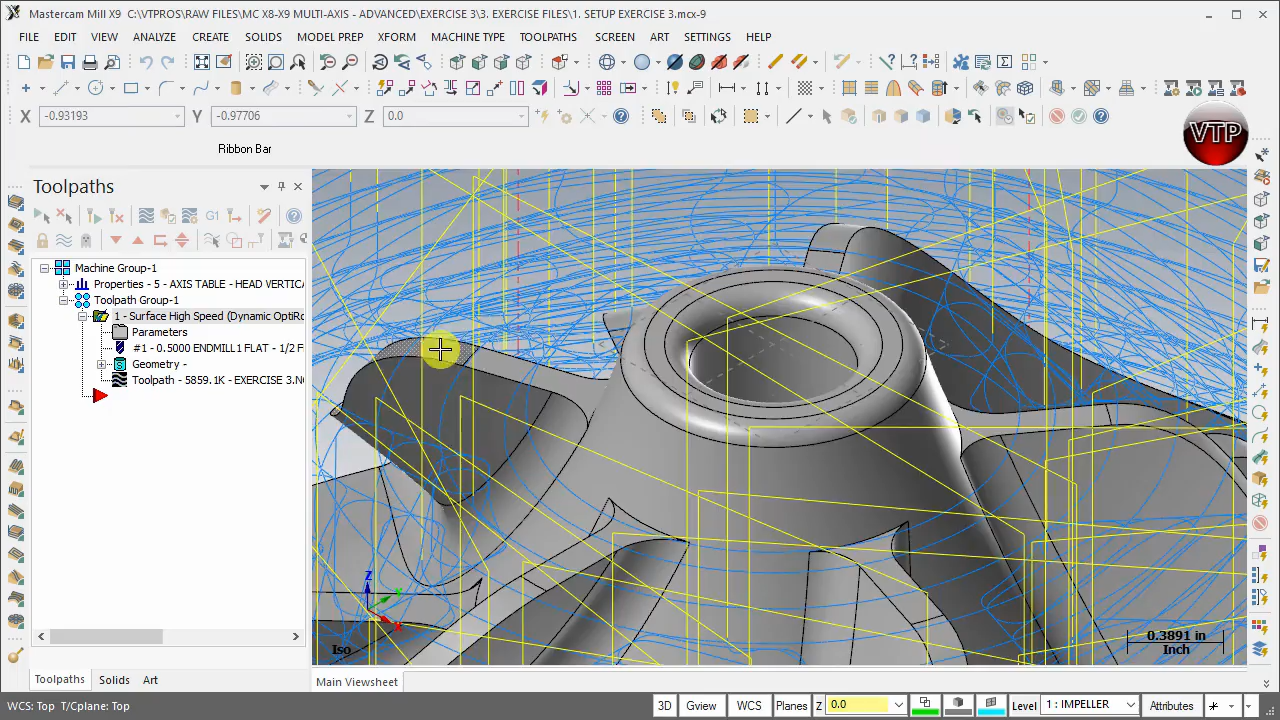 Mastercam Mill X9 C:\VTPROS\RAW FILES\MC X8-X9 MULTI-AXIS - ADVANCED\EXERCISE 3\3. EXERCISE FILES\1. SETUP EXERCISE 3.mcx-9
FILE EDIT VIEW ANALYZE CREATE SOLIDS MODEL PREP XFORM MACHINE TYPE TOOLPATHS SCREEN ART SETTINGS HELP
X -0.93193 Y -0.97706 Z 0.0
VTP
Ribbon Bar
Toolpaths
G1
Machine Group-1
Properties - 5 - AXIS TABLE - HEAD VERTICA
Toolpath Group-1
1 - Surface High Speed (Dynamic OptiRo
Parameters
#1 - 0.5000 ENDMILL1 FLAT - 1/2 F
Geometry -
Toolpath - 5859.1K - EXERCISE 3.N
Z
Y
X
Iso
0.3891 in
Inch
Toolpaths Solids Art
Main Viewsheet
WCS: Top T/Cplane: Top
3D Gview WCS Planes Z 0.0 Level 1 : IMPELLER Attributes